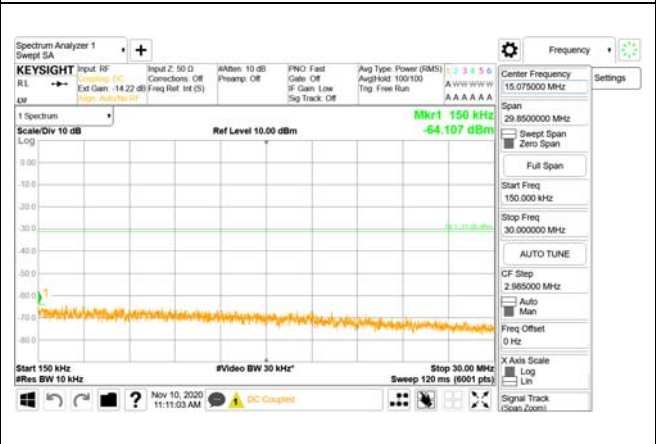 Spectrum Analyzer 1
Swept SA
+
Frequency
KEYSIGHT
RL
Input: RF
Coupling: DC
Ext Gain: -14.22 dB
Align: Auto/No RF
Input Z: 50 Ω
Corrections: Off
Freq Ref: Int (S)
#Atten: 10 dB
Preamp: Off
PNO: Fast
Gate: Off
IF Gain: Low
Sig Track: Off
Avg Type: Power (RMS)
Avg|Hold: 100/100
Trig: Free Run
1 2 3 4 5 6
A W W W W W
A A A A A A
1 Spectrum
Scale/Div 10 dB
Ref Level 10.00 dBm
Mkr1 150 kHz
-64.107 dBm
Log
0.00
-10.0
-20.0
-30.0
-40.0
-50.0
-60.0
-70.0
-80.0
1
Start 150 kHz
#Res BW 10 kHz
#Video BW 30 kHz*
Stop 30.00 MHz
Sweep 120 ms (6001 pts)
?
Nov 10, 2020
11:11:03 AM
1
DC Coupled
Center Frequency
15.075000 MHz
Settings
Span
29.8500000 MHz
Swept Span
Zero Span
Full Span
Start Freq
150.000 kHz
Stop Freq
30.000000 MHz
AUTO TUNE
CF Step
2.985000 MHz
Auto
Man
Freq Offset
0 Hz
X Axis Scale
Log
Lin
Signal Track
(Span Zoom)